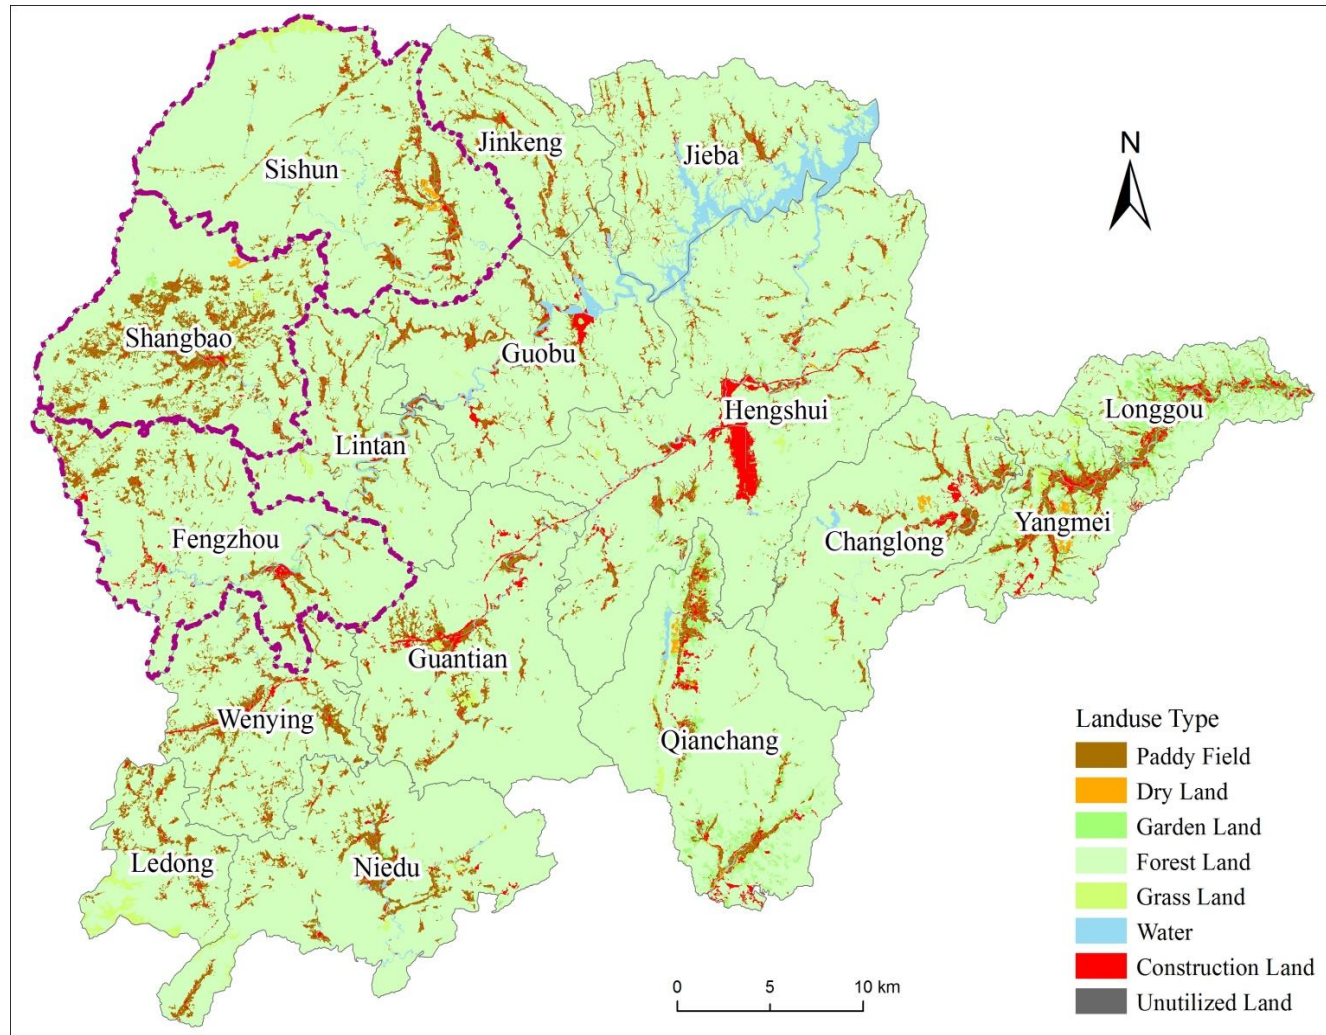 N
Jinkeng
Jieba
Sishun
Shangbao
Guobu
Longgou
Hengshui
Lintan
Yangmei
Changlong
Fengzhou
Guantian
Wenying
Qianchang
Ledong
Niedu
Landuse Type
Paddy Field
Dry Land
Garden Land
Forest Land
Grass Land
Water
Construction Land
Unutilized Land
0 5 10 km